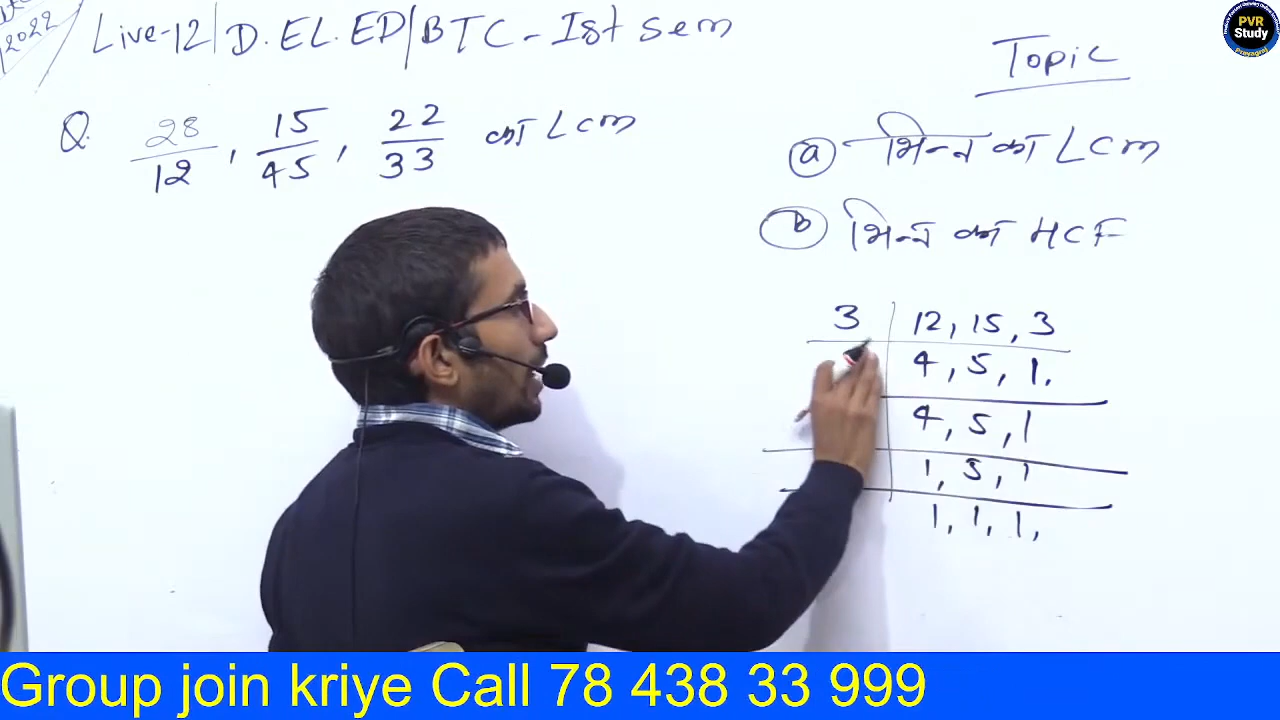 2022
Live-12| D.EL.ED/BTC - Ist sem
PVR
Study
Prayagraj
Topic
Q. 28/12, 15/45, 22/33 का Lcm
(a) भिन्न का Lcm
(b) भिन्न का HCF
3 | 12, 15, 3
4, 5, 1.
4, 5, 1
1, 5, 1
1, 1, 1,
Group join kriye Call 78 438 33 999